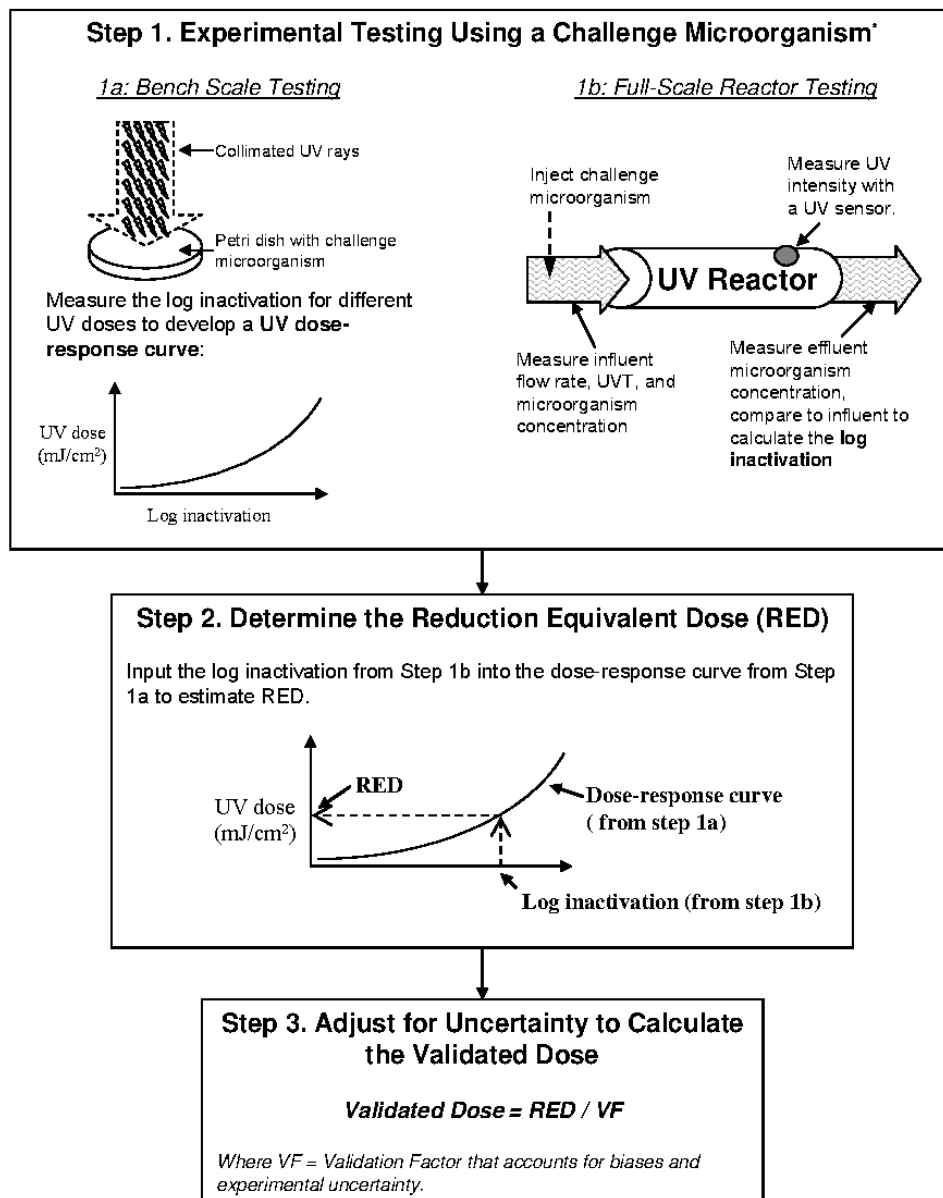 Step 1. Experimental Testing Using a Challenge Microorganism*
1a: Bench Scale Testing
Collimated UV rays
Petri dish with challenge
microorganism
Measure the log inactivation for different
UV doses to develop a UV dose-
response curve:
UV dose
(mJ/cm²)
Log inactivation
1b: Full-Scale Reactor Testing
Inject challenge
microorganism
Measure UV
intensity with
a UV sensor.
UV Reactor
Measure influent
flow rate, UVT, and
microorganism
concentration
Measure effluent
microorganism
concentration,
compare to influent to
calculate the log
inactivation
Step 2. Determine the Reduction Equivalent Dose (RED)
Input the log inactivation from Step 1b into the dose-response curve from Step
1a to estimate RED.
RED
UV dose
(mJ/cm²)
Dose-response curve
( from step 1a)
Log inactivation (from step 1b)
Step 3. Adjust for Uncertainty to Calculate
the Validated Dose
Validated Dose = RED / VF
Where VF = Validation Factor that accounts for biases and
experimental uncertainty.